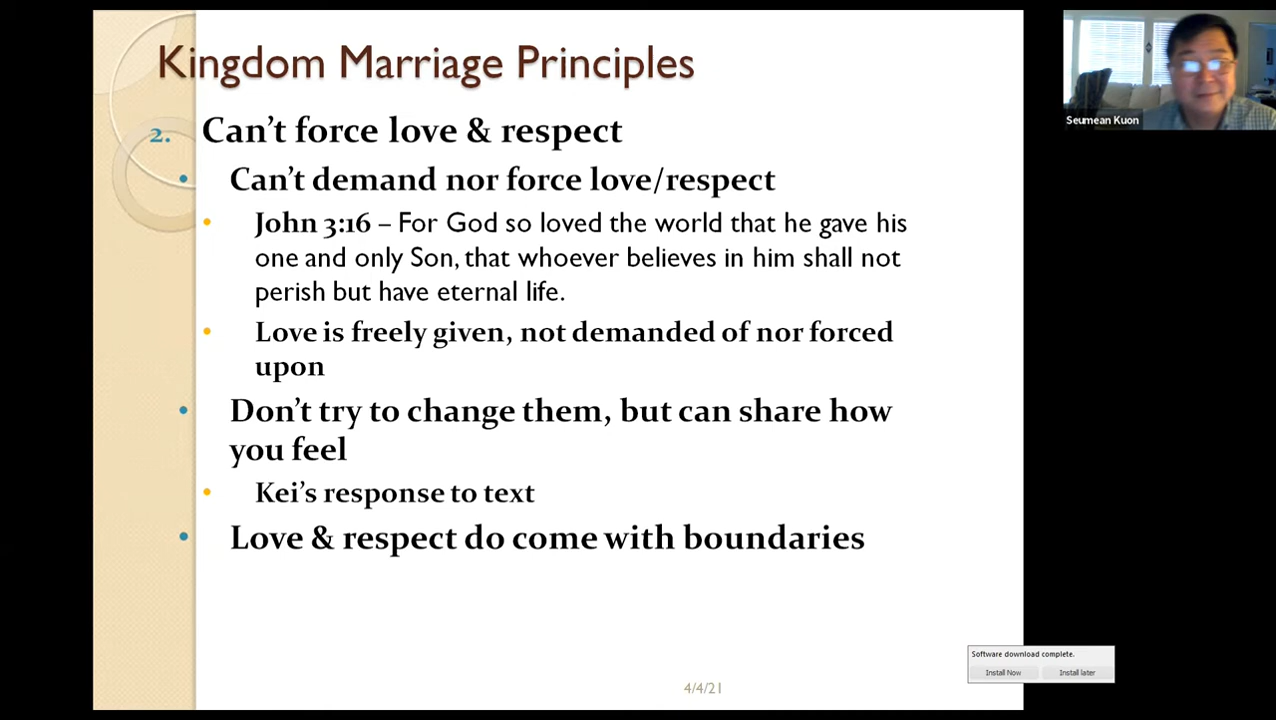 Kingdom Marriage Principles
2. Can't force love & respect
• Can't demand nor force love/respect
• John 3:16 – For God so loved the world that he gave his
one and only Son, that whoever believes in him shall not
perish but have eternal life.
• Love is freely given, not demanded of nor forced
upon
• Don't try to change them, but can share how
you feel
• Kei's response to text
• Love & respect do come with boundaries
4/4/21
Seumean Kuon
Software download complete.
Install Now Install later